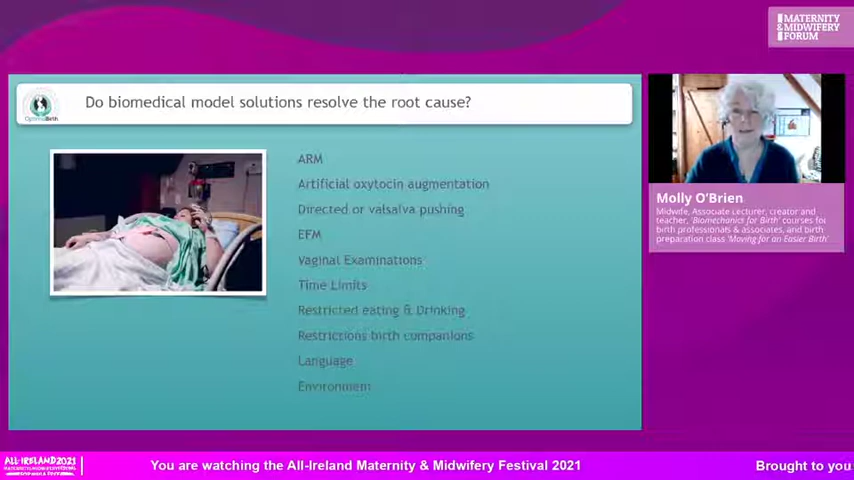 MATERNITY
&MIDWIFERY
FORUM
Do biomedical model solutions resolve the root cause?
OptimalBirth
ARM
Artificial oxytocin augmentation
Directed or valsalva pushing
EFM
Vaginal Examinations
Time Limits
Restricted eating & Drinking
Restrictions birth companions
Language
Environment
Molly O'Brien
Midwife, Associate Lecturer, creator and
teacher, 'Biomechanics for Birth' courses for
birth professionals & associates, and birth
preparation class 'Moving for an Easier Birth'
ALL-IRELAND2021
You are watching the All-Ireland Maternity & Midwifery Festival 2021
Brought to you